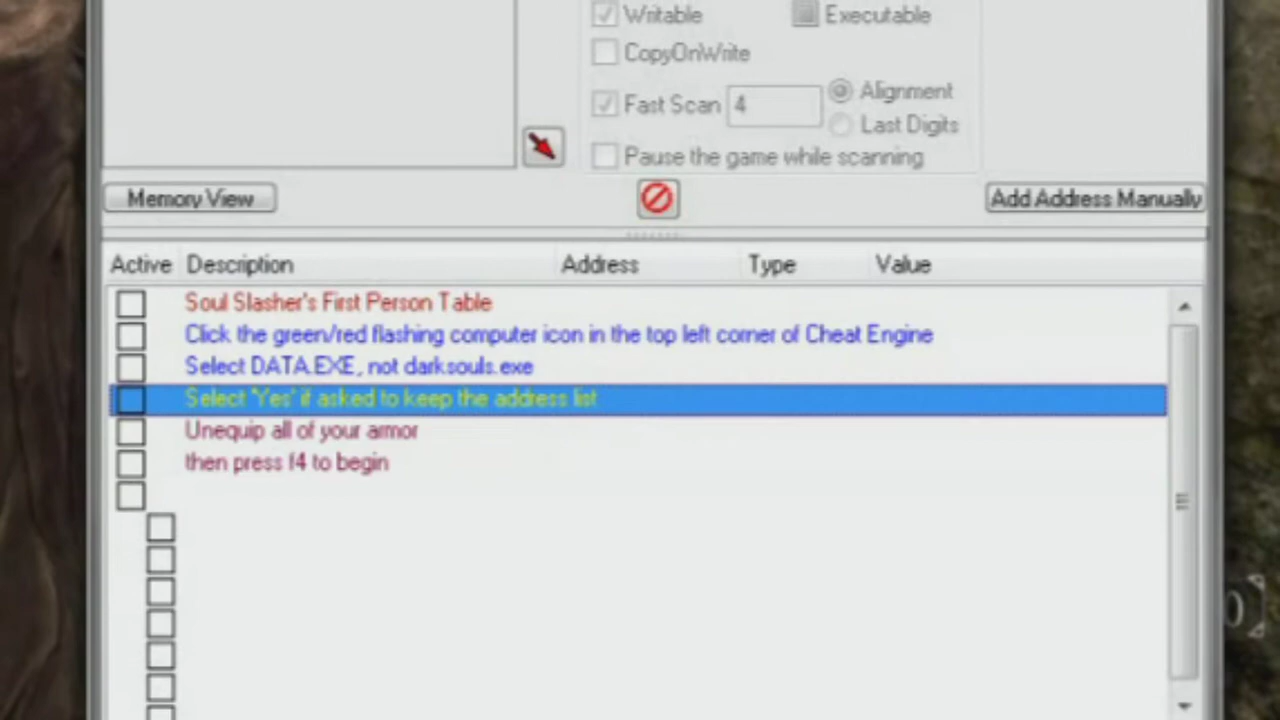 Writable Executable
CopyOnWrite
Fast Scan 4 Alignment
Last Digits
Pause the game while scanning
Memory View Add Address Manually
Active Description Address Type Value
Soul Slasher's First Person Table
Click the green/red flashing computer icon in the top left corner of Cheat Engine
Select DATA.EXE, not darksouls.exe
Select 'Yes' if asked to keep the address list
Unequip all of your armor
then press f4 to begin